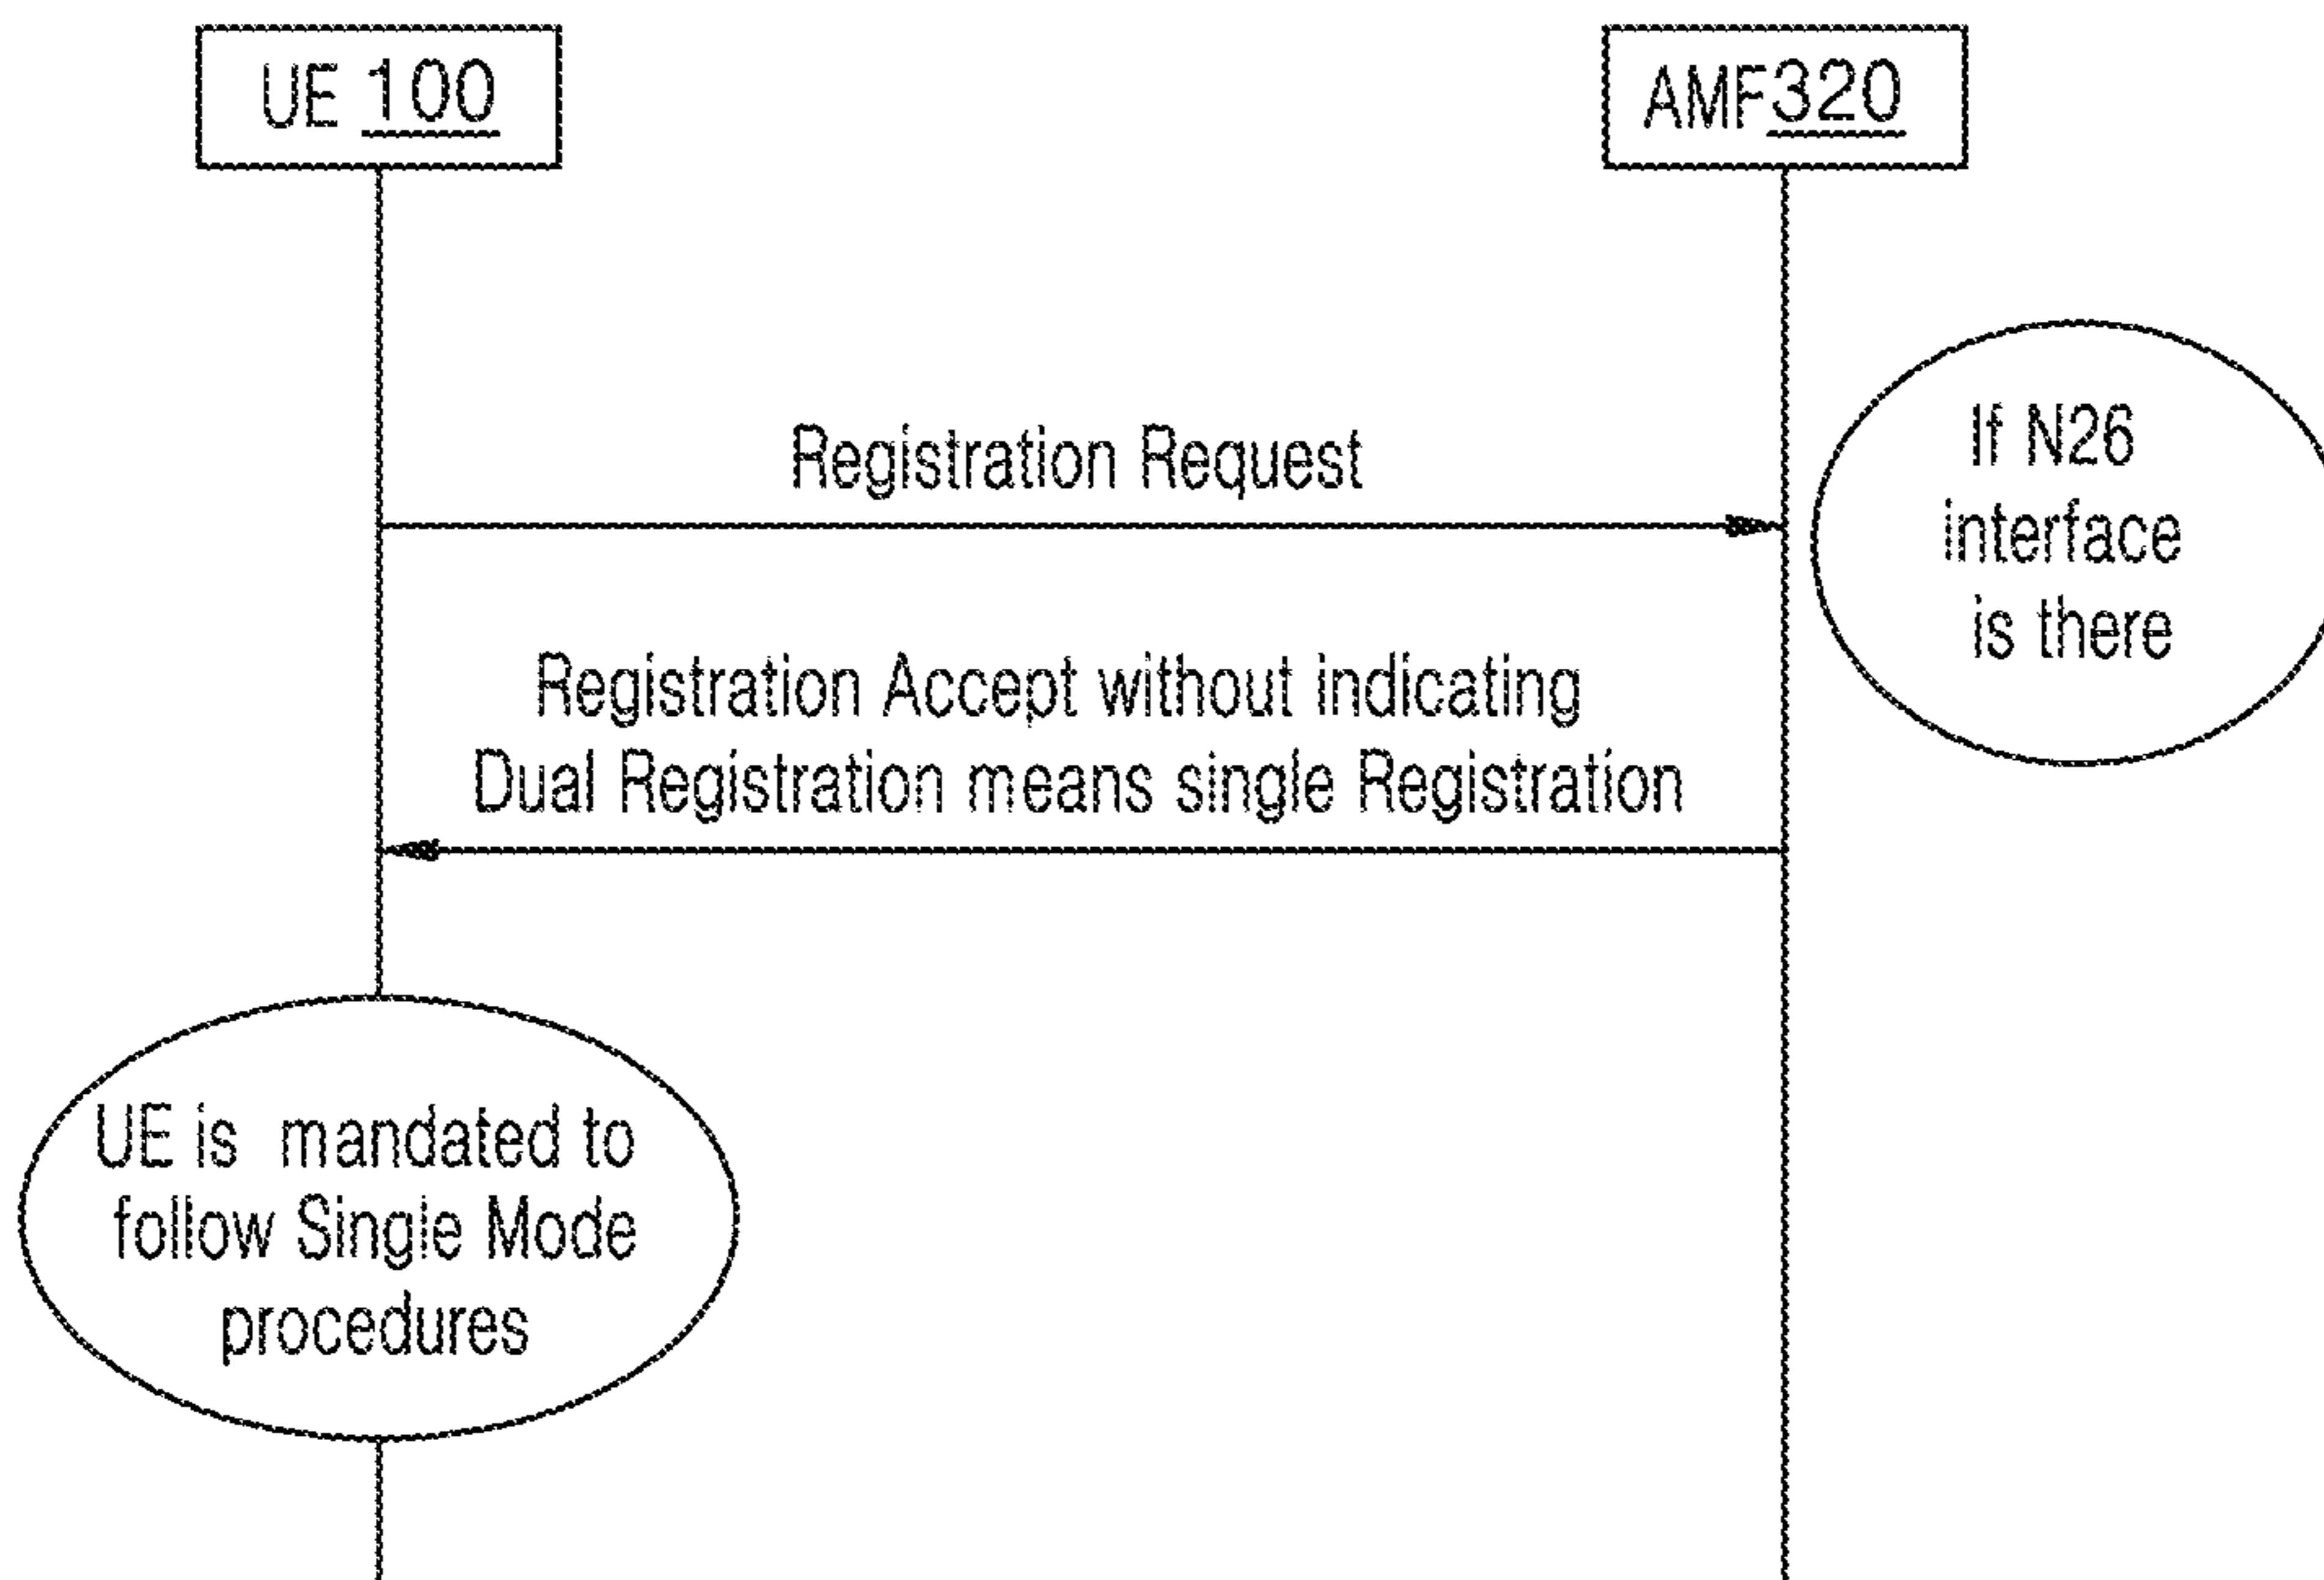 UE 100
AMF320
Registration Request
If N26
interface
is there
Registration Accept without indicating
Dual Registration means single Registration
UE is mandated to
follow Single Mode
procedures